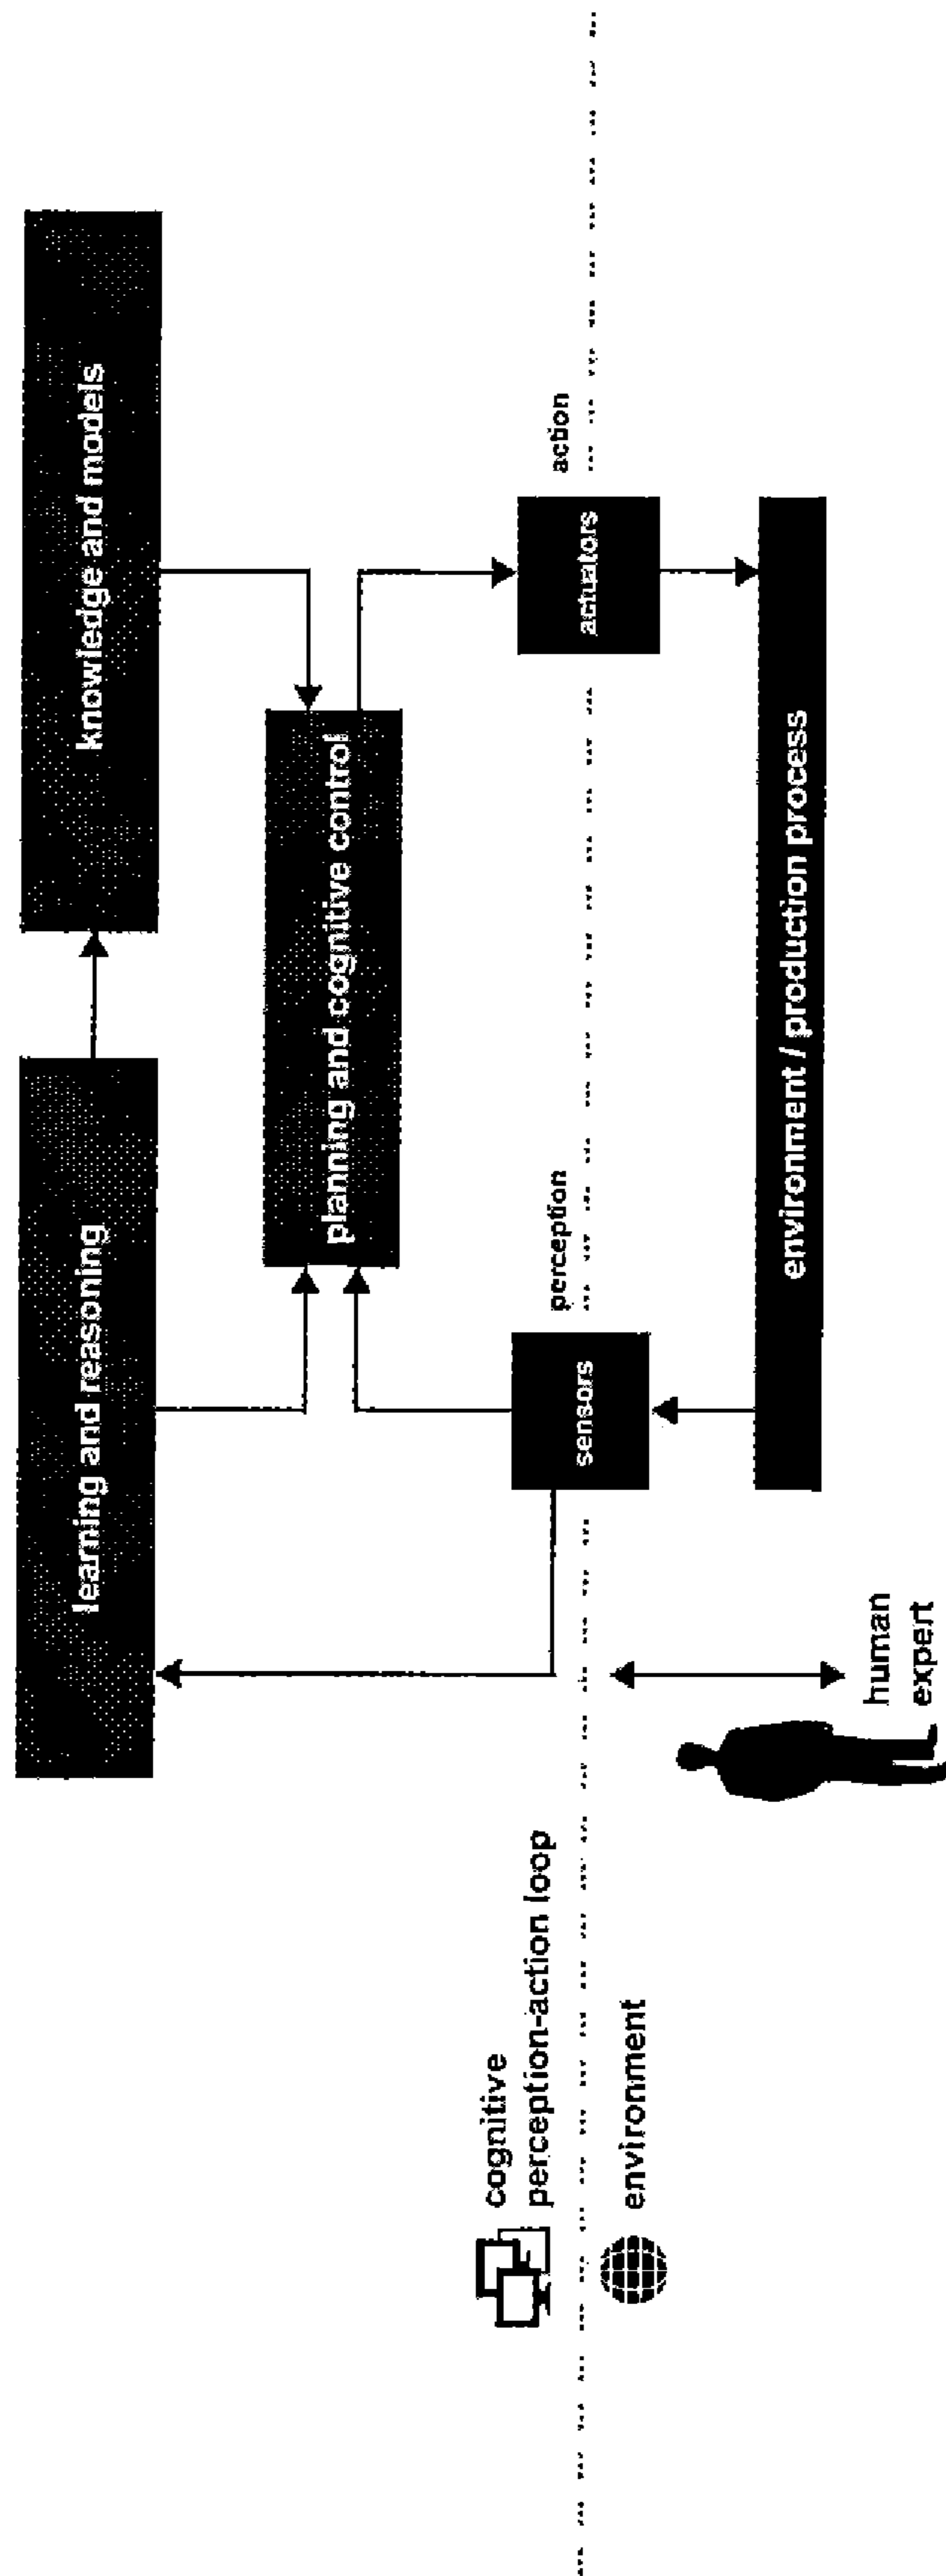 learning and reasoning
knowledge and models
planning and cognitive control
cognitive
perception-action loop
perception
action
sensors
actuators
environment
environment / production process
human
expert